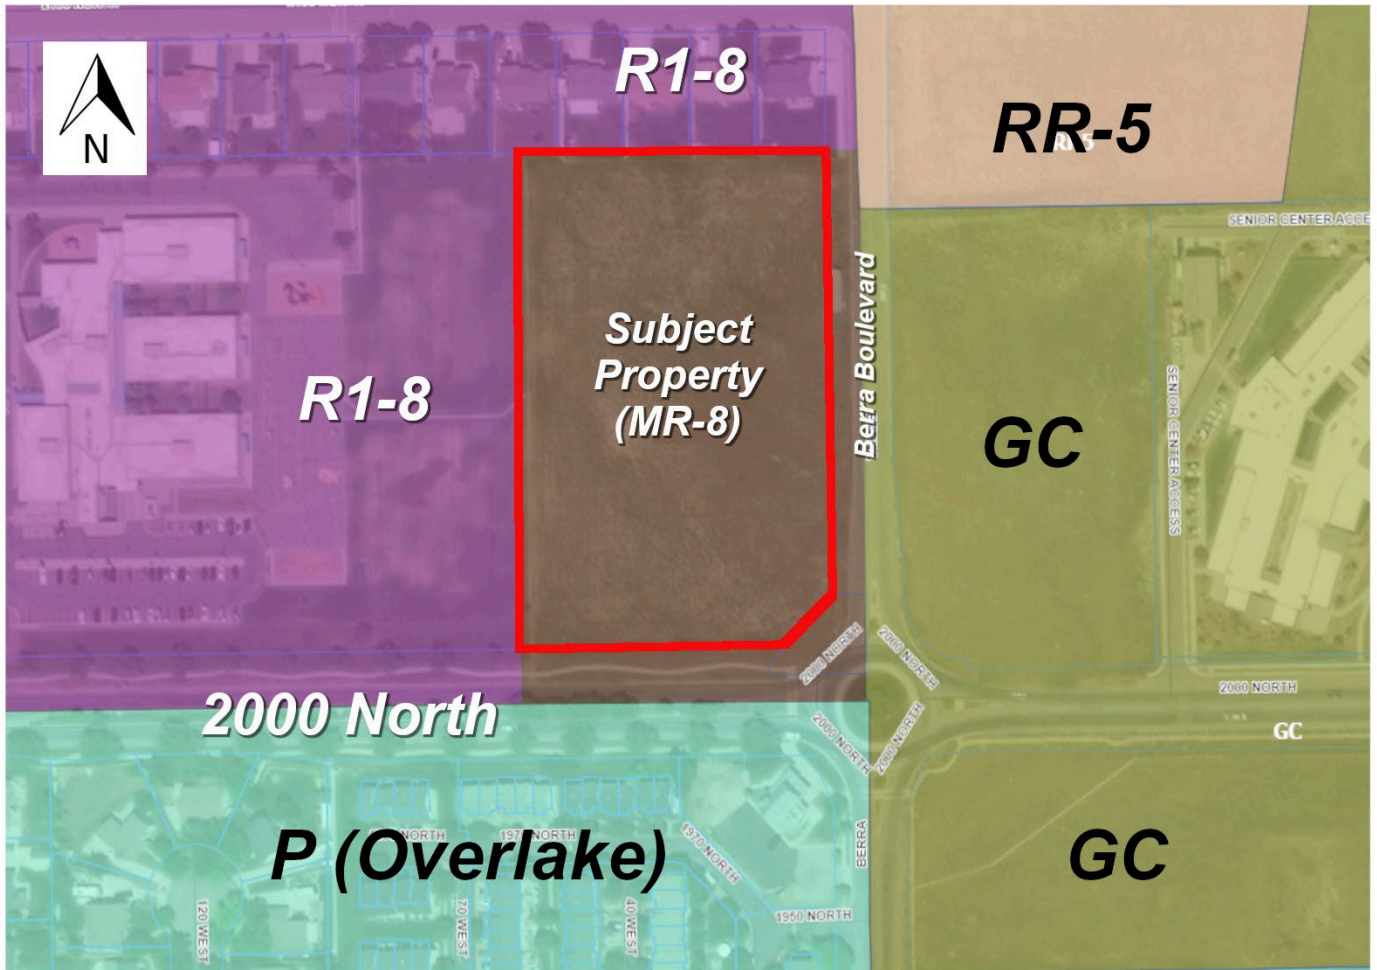 R1-8
N
RR-5
RR-5
SENIOR CENTER ACCE
Subject
Property
(MR-8)
Berra Boulevard
R1-8
GC
SENIOR CENTER ACCESS
2000 NORTH
2000 NORTH
2000 NORTH
2000 North
2000 NORTH
2000 NORTH
GC
1970 NORTH
1970 NORTH
BERRA
P (Overlake)
GC
120 WEST
70 WEST
40 WEST
1950 NORTH